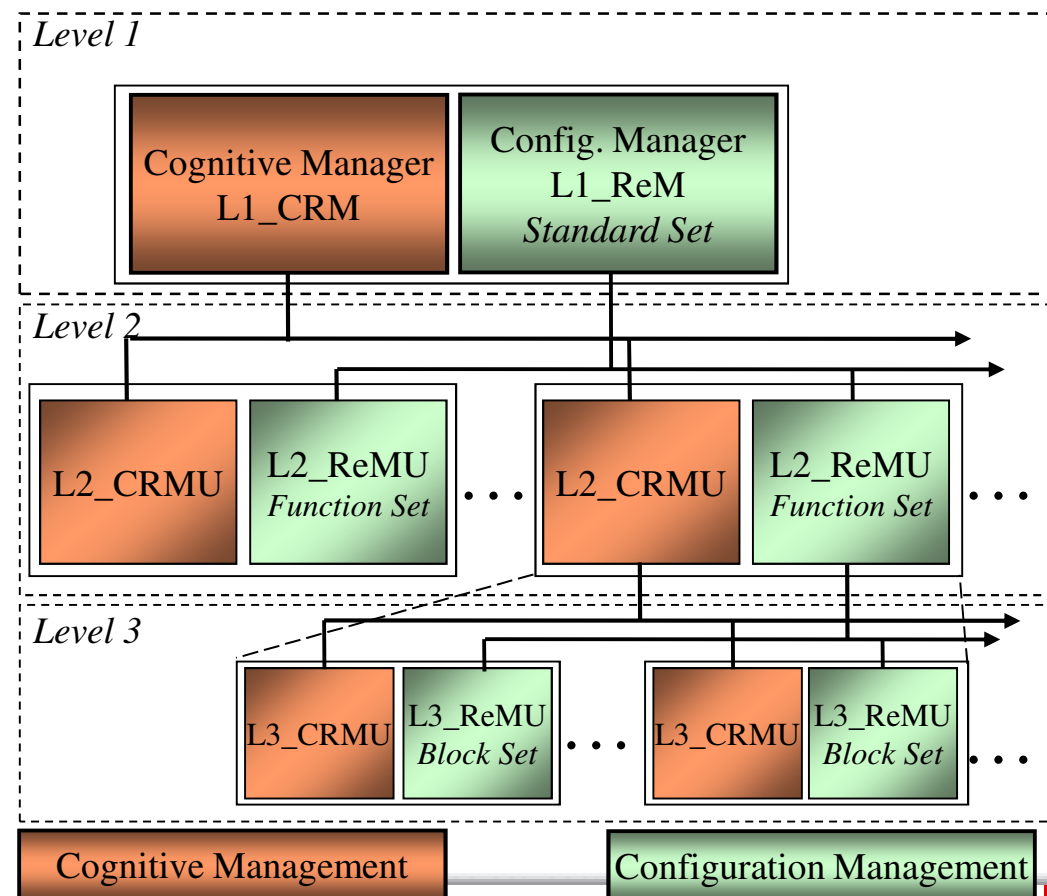 Level 1
Cognitive Manager
L1_CRM
Config. Manager
L1_ReM
Standard Set
Level 2
L2_CRMU
L2_ReMU
Function Set
...
L2_CRMU
L2_ReMU
Function Set
...
Level 3
L3_CRMU
L3_ReMU
Block Set
...
L3_CRMU
L3_ReMU
Block Set
...
Cognitive Management
Configuration Management